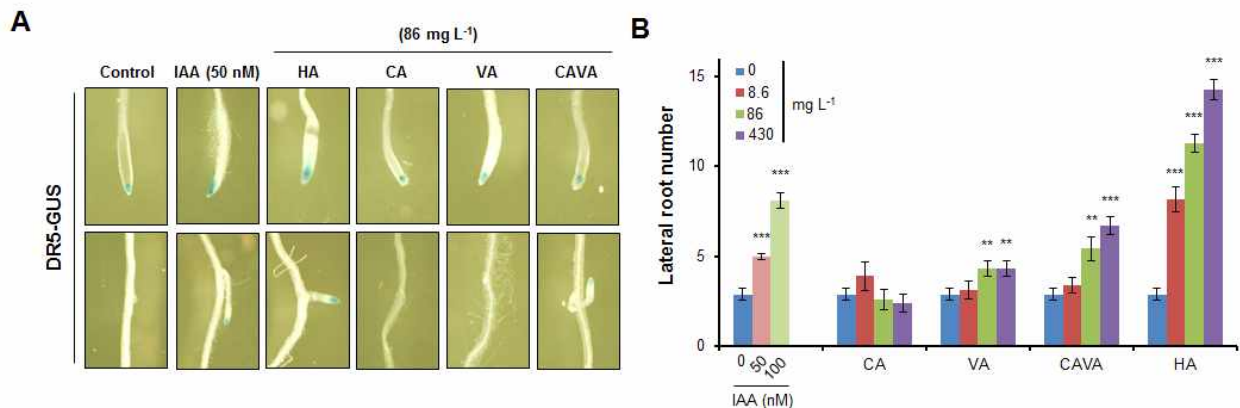 A
(86 mg L⁻¹)
Control IAA (50 nM) HA CA VA CAVA
DR5-GUS
B
Lateral root number
15
10
5
0
0
8.6
86
430
mg L⁻¹
***
***
**
**
**
***
***
***
***
0 50 100
IAA (nM)
CA VA CAVA HA